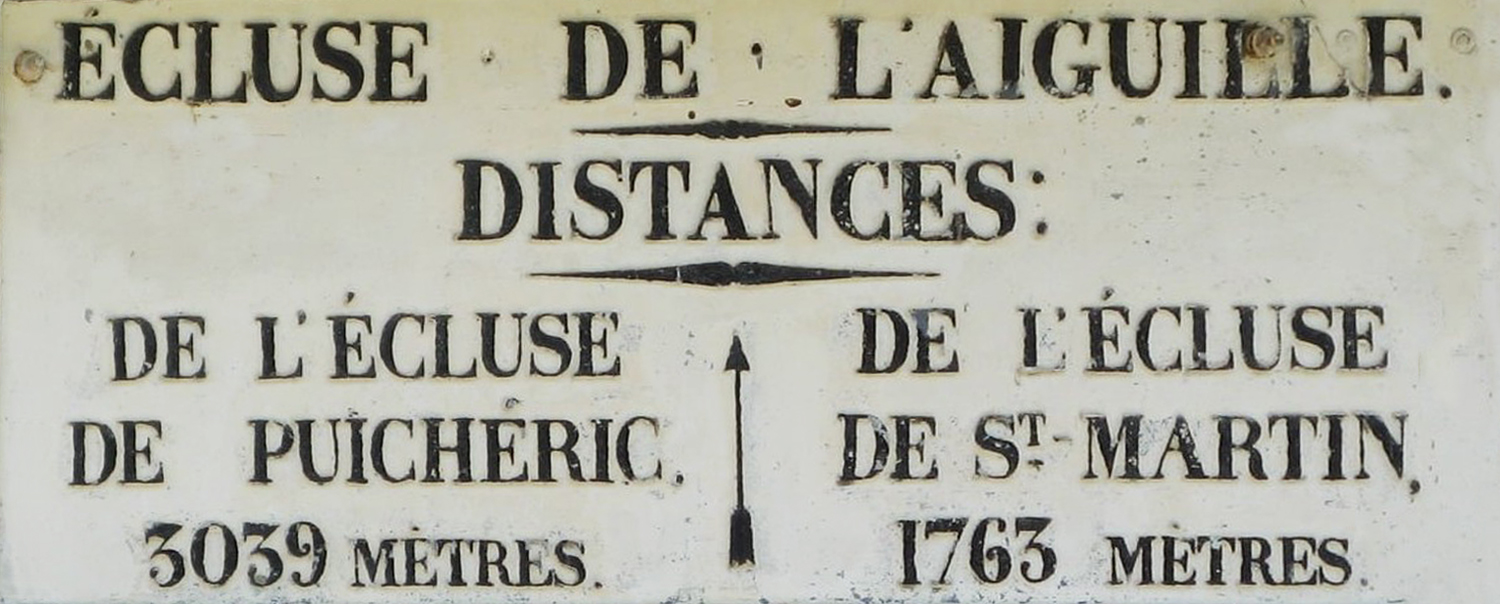 ÉCLUSE DE L'AIGUILLE.
DISTANCES:
DE L'ÉCLUSE
DE PUICHÉRIC.
3039 MÈTRES.
DE L'ÉCLUSE
DE ST-MARTIN,
1763 MÈTRES.